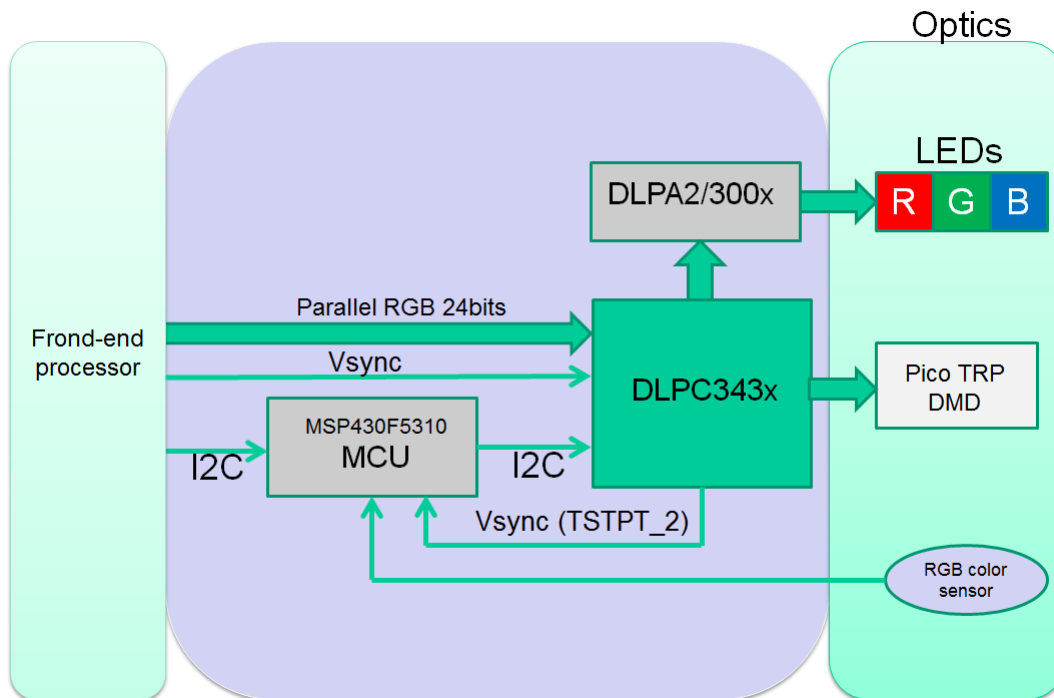 Optics
LEDs
R G B
DLPA2/300x
Parallel RGB 24bits
Frond-end
processor
Vsync
DLPC343x
Pico TRP
DMD
MSP430F5310
MCU
I2C
I2C
Vsync (TSTPT_2)
RGB color
sensor